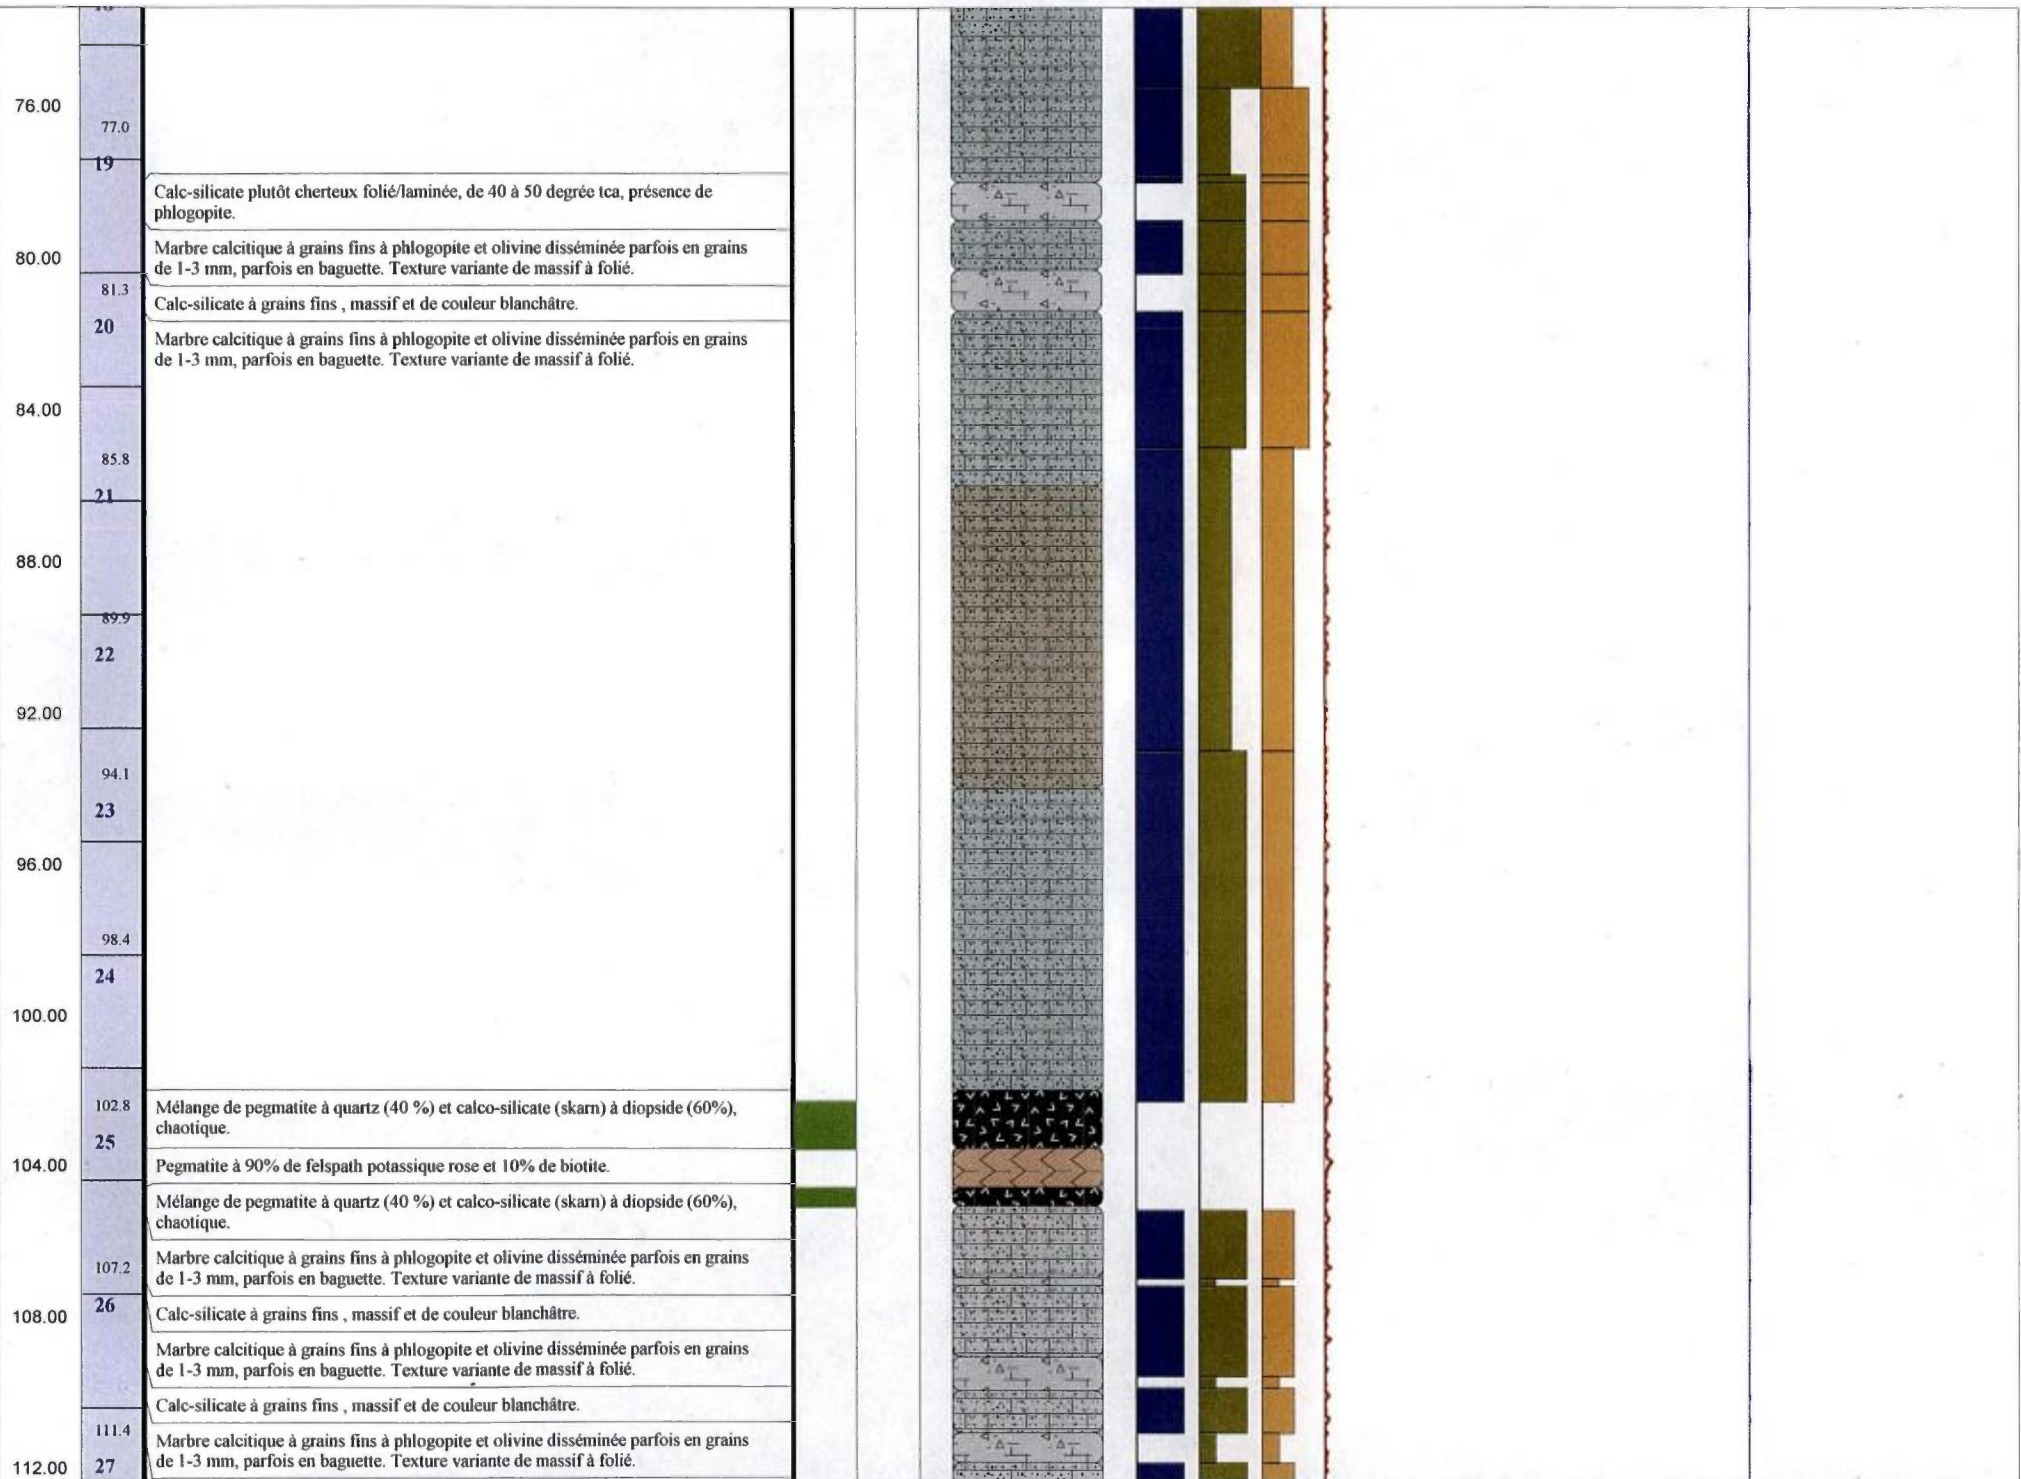 76.00
77.0
19
Calc-silicate plutôt cherteux folié/laminée, de 40 à 50 degrée tca, présence de
phlogopite.
Marbre calcitique à grains fins à phlogopite et olivine disséminée parfois en grains
de 1-3 mm, parfois en baguette. Texture variante de massif à folié.
80.00
81.3
Calc-silicate à grains fins , massif et de couleur blanchâtre.
20
Marbre calcitique à grains fins à phlogopite et olivine disséminée parfois en grains
de 1-3 mm, parfois en baguette. Texture variante de massif à folié.
84.00
85.8
21
88.00
89.9
22
92.00
94.1
23
96.00
98.4
24
100.00
102.8
Mélange de pegmatite à quartz (40 %) et calco-silicate (skarn) à diopside (60%),
chaotique.
25
104.00
Pegmatite à 90% de felspath potassique rose et 10% de biotite.
Mélange de pegmatite à quartz (40 %) et calco-silicate (skarn) à diopside (60%),
chaotique.
Marbre calcitique à grains fins à phlogopite et olivine disséminée parfois en grains
de 1-3 mm, parfois en baguette. Texture variante de massif à folié.
107.2
26
108.00
Calc-silicate à grains fins , massif et de couleur blanchâtre.
Marbre calcitique à grains fins à phlogopite et olivine disséminée parfois en grains
de 1-3 mm, parfois en baguette. Texture variante de massif à folié.
Calc-silicate à grains fins , massif et de couleur blanchâtre.
111.4
Marbre calcitique à grains fins à phlogopite et olivine disséminée parfois en grains
de 1-3 mm, parfois en baguette. Texture variante de massif à folié.
112.00
27